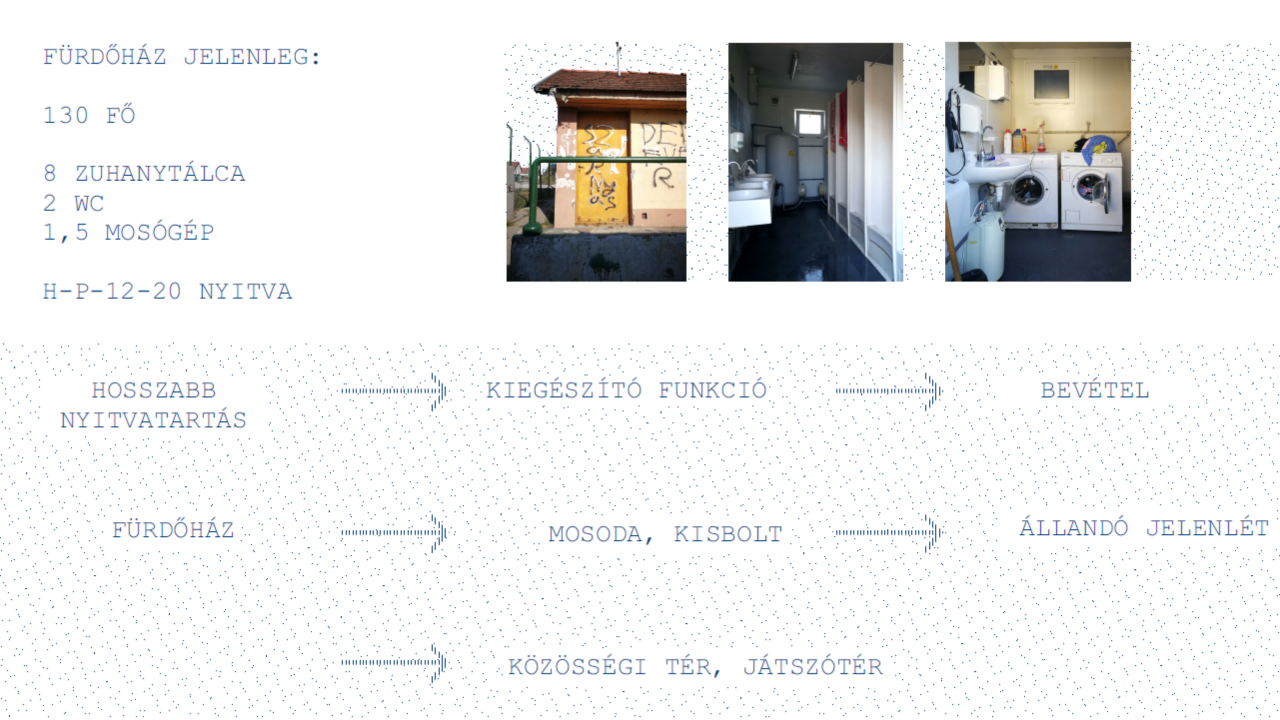 FÜRDŐHÁZ JELENLEG:
130 FŐ
8 ZUHANYTÁLCA
2 WC
1,5 MOSÓGÉP
H-P-12-20 NYITVA
HOSSZABB
NYITVATARTÁS
KIEGÉSZÍTÓ FUNKCIÓ
BEVÉTEL
FÜRDŐHÁZ
MOSODA, KISBOLT
ÁLLANDÓ JELENLÉT
KÖZÖSSÉGI TÉR, JÁTSZÓTÉR